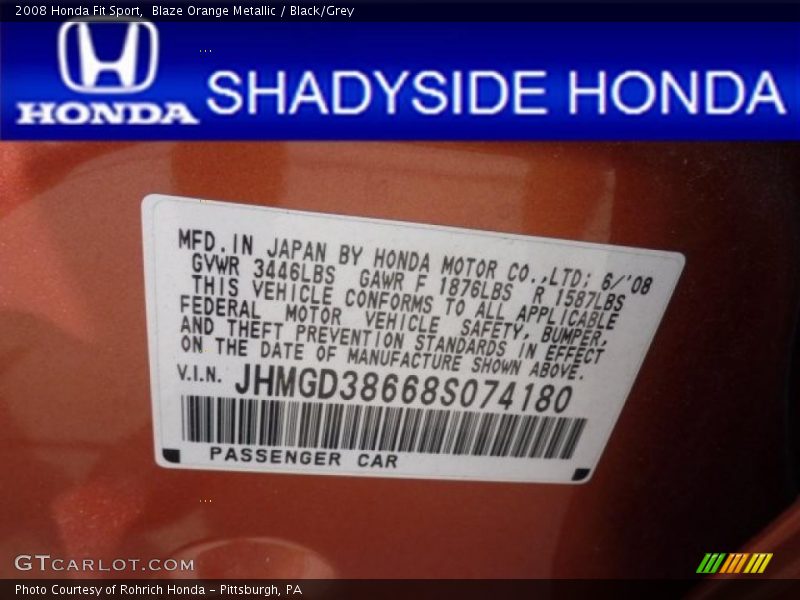 2008 Honda Fit Sport,  Blaze Orange Metallic / Black/Grey
HONDA
SHADYSIDE HONDA
MFD. IN JAPAN BY HONDA MOTOR CO.,LTD; 6/'08
GVWR 3446LBS GAWR F 1876LBS R 1587LBS
THIS VEHICLE CONFORMS TO ALL APPLICABLE
FEDERAL MOTOR VEHICLE SAFETY, BUMPER,
AND THEFT PREVENTION STANDARDS IN EFFECT
ON THE DATE OF MANUFACTURE SHOWN ABOVE.
V.I.N. JHMGD38668S074180
PASSENGER CAR
GTCARLOT.COM
Photo Courtesy of Rohrich Honda - Pittsburgh, PA